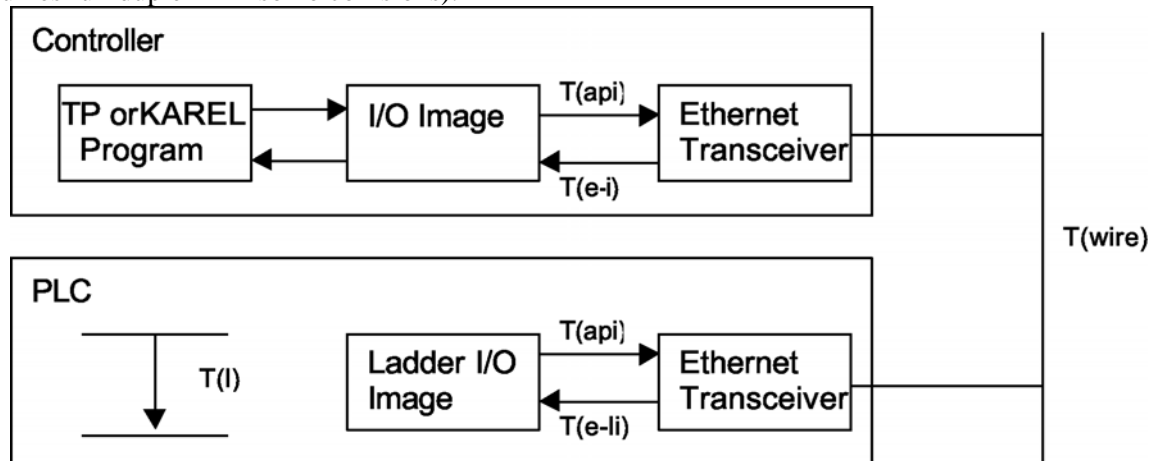 Controller
TP orKAREL
Program
I/O Image
T(api)
T(e-i)
Ethernet
Transceiver
T(wire)
PLC
T(l)
Ladder I/O
Image
T(api)
T(e-li)
Ethernet
Transceiver